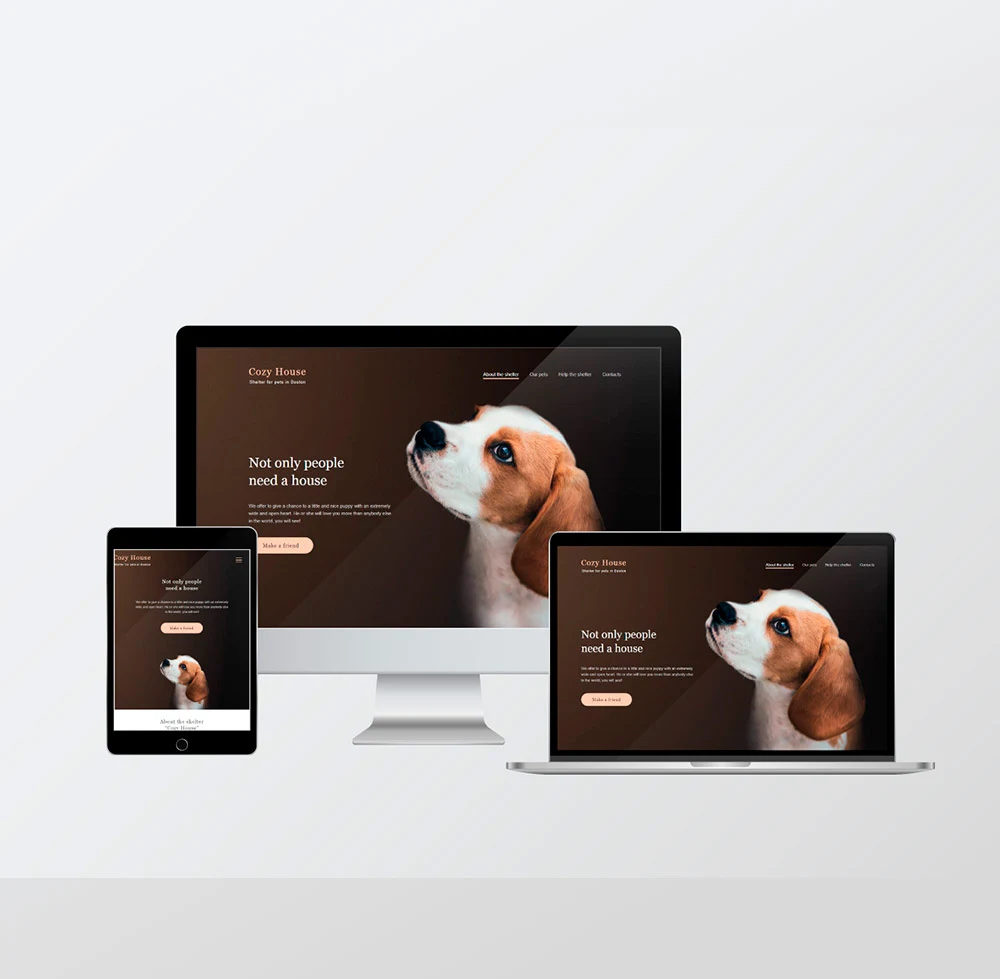 Cozy House
Shelter for pets in Boston
About the shelter
Our pets
Help the shelter
Contacts
Not only people
need a house
We offer to give a chance to a little and nice puppy with an extremely
wide and open heart. He or she will love you more than anybody else
in the world, you will see!
Make a friend
Cozy House
Shelter for pets in Boston
Not only people
need a house
We offer to give a chance to a little and nice puppy with an extremely
wide and open heart. He or she will love you more than anybody else
in the world, you will see!
Make a friend
About the shelter
"Cozy House"
Cozy House
Shelter for pets in Boston
About the shelter
Our pets
Help the shelter
Contacts
Not only people
need a house
We offer to give a chance to a little and nice puppy with an extremely
wide and open heart. He or she will love you more than anybody else
in the world, you will see!
Make a friend